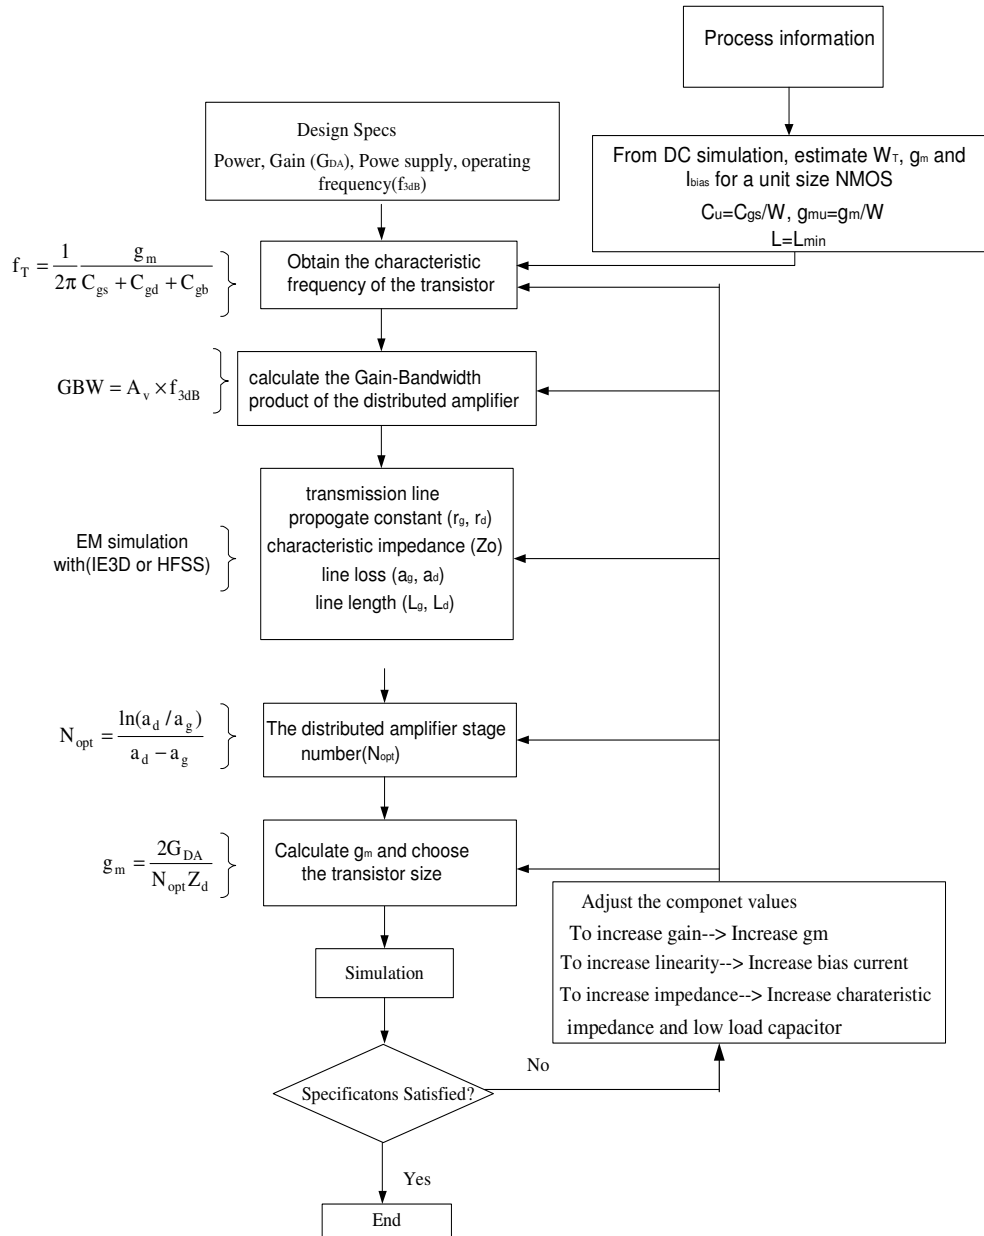 Process information
Design Specs
Power, Gain (GDA), Powe supply, operating
frequency(f3dB)
From DC simulation, estimate WT, gm and
Ibias for a unit size NMOS
Cu=Cgs/W, gmu=gm/W
L=Lmin
fT = 1/2π gm/(Cgs + Cgd + Cgb)
Obtain the characteristic
frequency of the transistor
GBW = Av × f3dB
calculate the Gain-Bandwidth
product of the distributed amplifier
EM simulation
with(IE3D or HFSS)
transmission line
propogate constant (rg, rd)
characteristic impedance (Zo)
line loss (ag, ad)
line length (Lg, Ld)
Nopt = ln(ad / ag)/(ad − ag)
The distributed amplifier stage
number(Nopt)
gm = 2GDA/(NoptZd)
Calculate gm and choose
the transistor size
Adjust the componet values
To increase gain--> Increase gm
To increase linearity--> Increase bias current
To increase impedance--> Increase charateristic
impedance and low load capacitor
Simulation
Specificatons Satisfied?
No
Yes
End